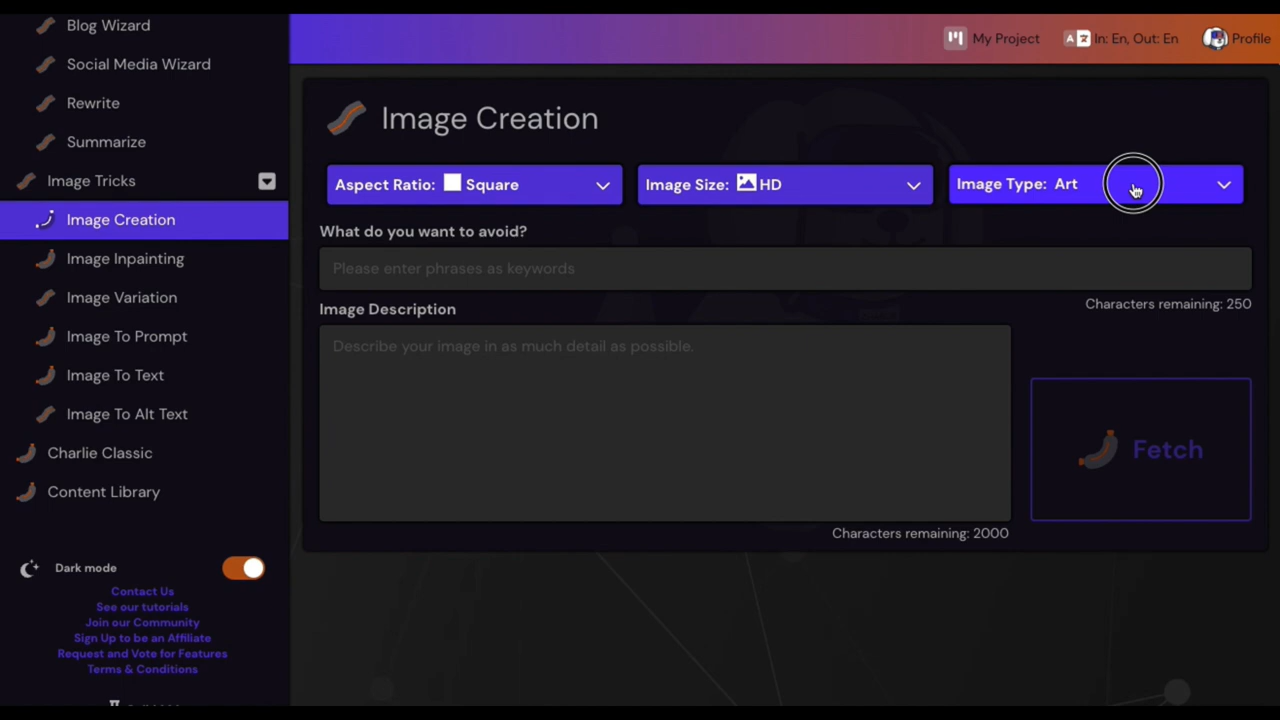 Blog Wizard
Social Media Wizard
Rewrite
Summarize
Image Tricks
Image Creation
Image Inpainting
Image Variation
Image To Prompt
Image To Text
Image To Alt Text
Charlie Classic
Content Library
Dark mode
Contact Us
See our tutorials
Join our Community
Sign Up to be an Affiliate
Request and Vote for Features
Terms & Conditions
My Project
In: En, Out: En
Profile
Image Creation
Aspect Ratio: Square
Image Size: HD
Image Type: Art
What do you want to avoid?
Please enter phrases as keywords
Characters remaining: 250
Image Description
Describe your image in as much detail as possible.
Fetch
Characters remaining: 2000